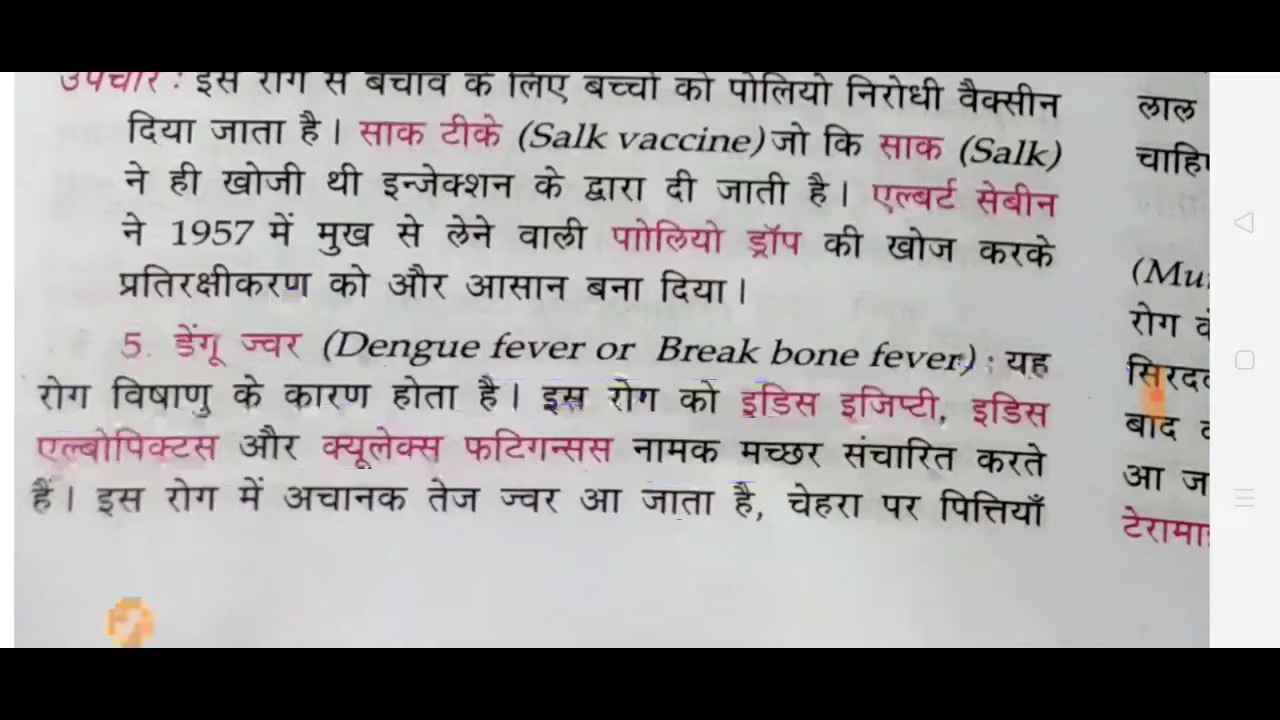 उपचार : इस रोग से बचाव के लिए बच्चों को पोलियो निरोधी वैक्सीन
दिया जाता है। साक टीके (Salk vaccine) जो कि साक (Salk)
ने ही खोजी थी इन्जेक्शन के द्वारा दी जाती है। एल्बर्ट सेबीन
ने 1957 में मुख से लेने वाली पाोलियो ड्रॉप की खोज करके
प्रतिरक्षीकरण को और आसान बना दिया।
5. डेंगू ज्वर (Dengue fever or Break bone fever) : यह
रोग विषाणु के कारण होता है। इस रोग को इडिस इजिप्टी, इडिस
एल्बोपिक्टस और क्यूलेक्स फटिगन्सस नामक मच्छर संचारित करते
हैं। इस रोग में अचानक तेज ज्वर आ जाता है, चेहरा पर पित्तियाँ
लाल
(Mu
रोग
बाद
आ ज
टेरामा